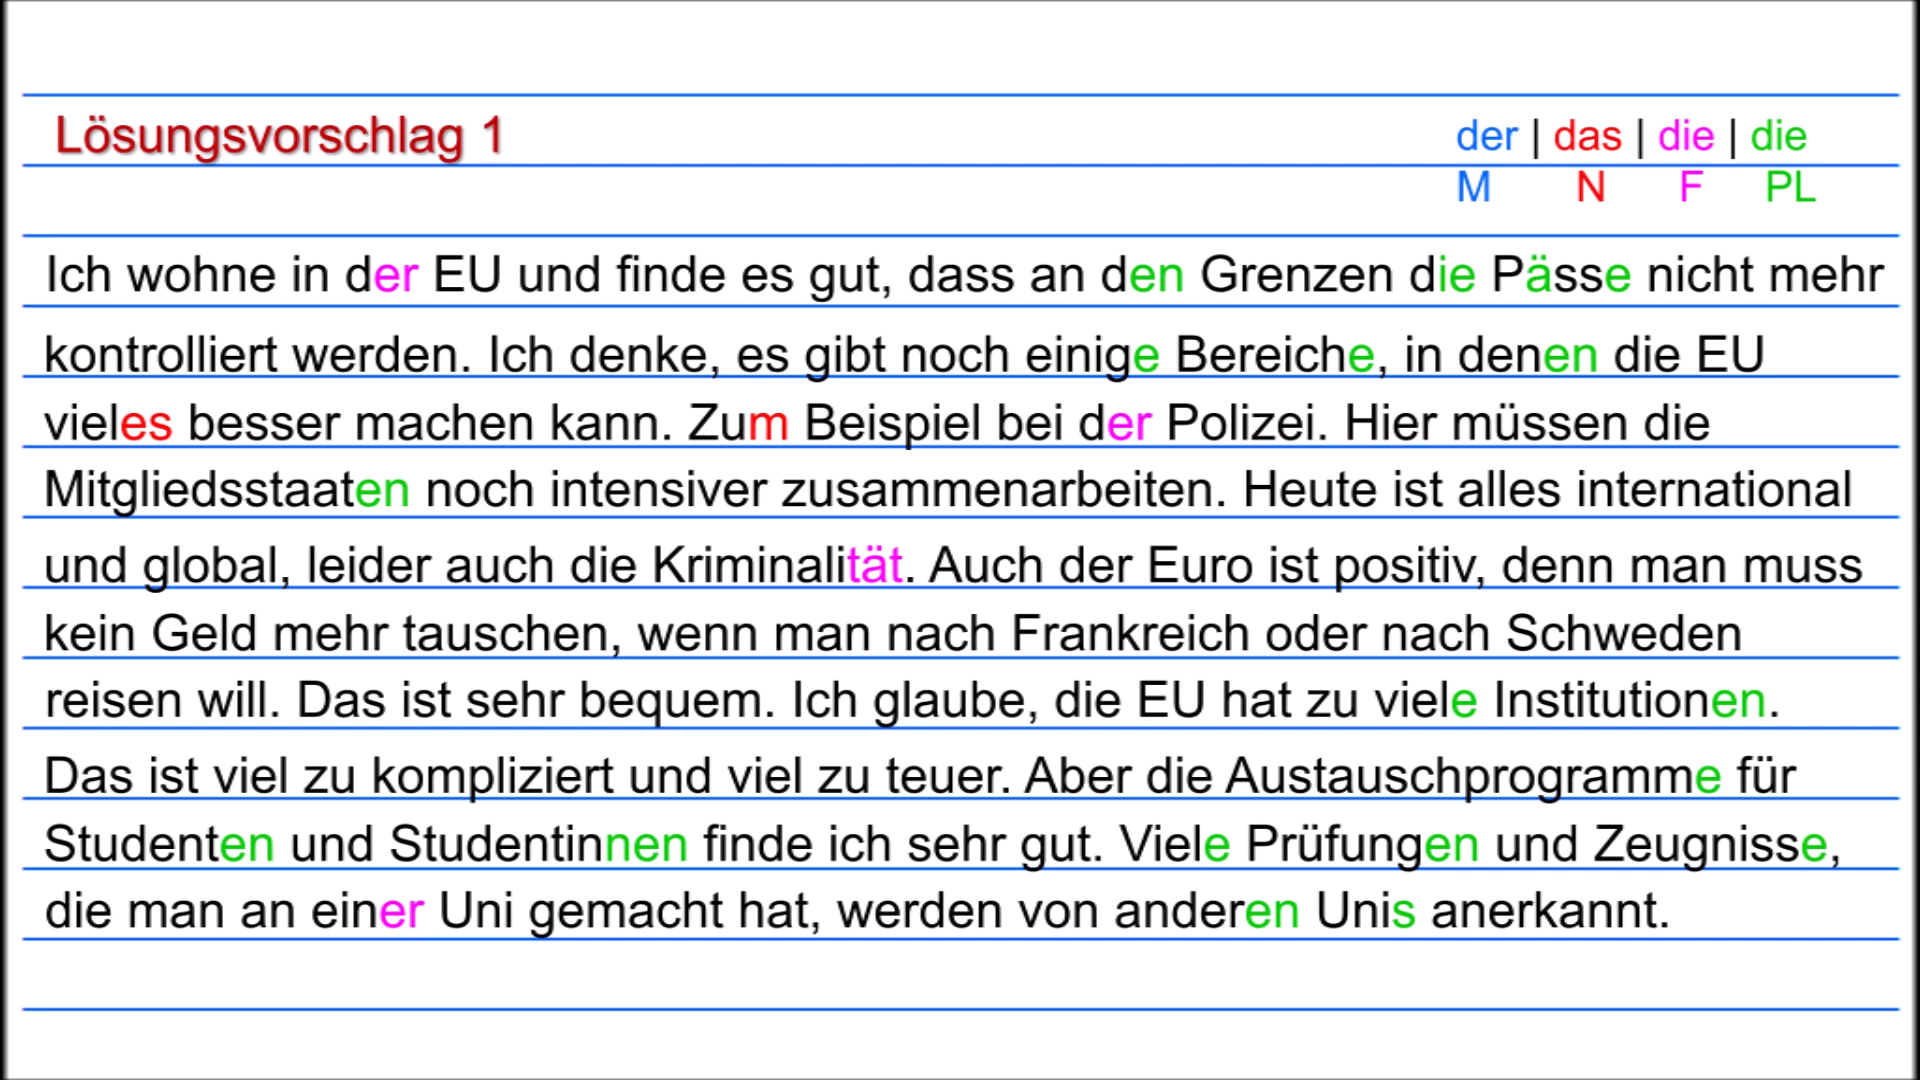 Lösungsvorschlag 1
der | das | die | die
M N F PL
Ich wohne in der EU und finde es gut, dass an den Grenzen die Pässe nicht mehr
kontrolliert werden. Ich denke, es gibt noch einige Bereiche, in denen die EU
vieles besser machen kann. Zum Beispiel bei der Polizei. Hier müssen die
Mitgliedsstaaten noch intensiver zusammenarbeiten. Heute ist alles international
und global, leider auch die Kriminalität. Auch der Euro ist positiv, denn man muss
kein Geld mehr tauschen, wenn man nach Frankreich oder nach Schweden
reisen will. Das ist sehr bequem. Ich glaube, die EU hat zu viele Institutionen.
Das ist viel zu kompliziert und viel zu teuer. Aber die Austauschprogramme für
Studenten und Studentinnen finde ich sehr gut. Viele Prüfungen und Zeugnisse,
die man an einer Uni gemacht hat, werden von anderen Unis anerkannt.